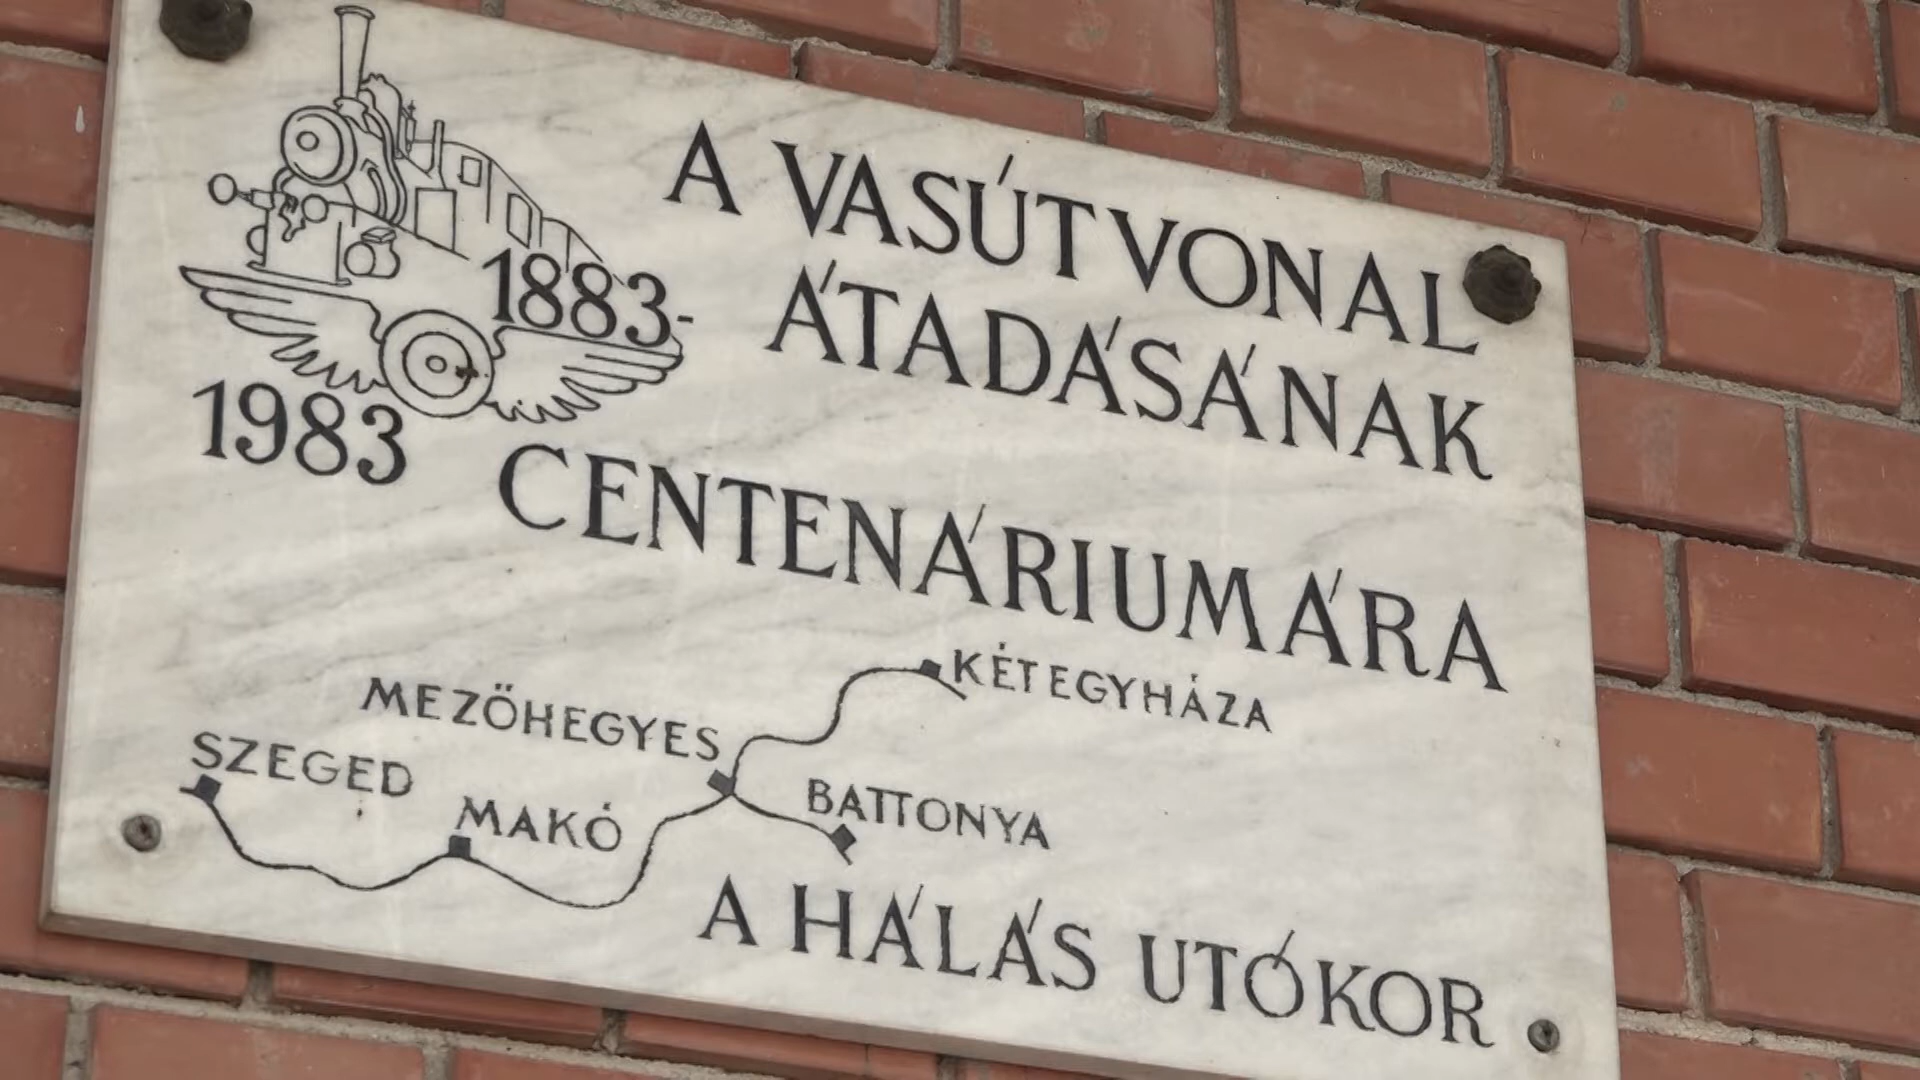 A VASÚTVONAL
ÁTADÁSÁNAK
1883-
1983
CENTENÁRIUMÁRA
KÉTEGYHÁZA
MEZŐHEGYES
SZEGED
BATTONYA
MAKÓ
A HÁLÁS UTÓKOR